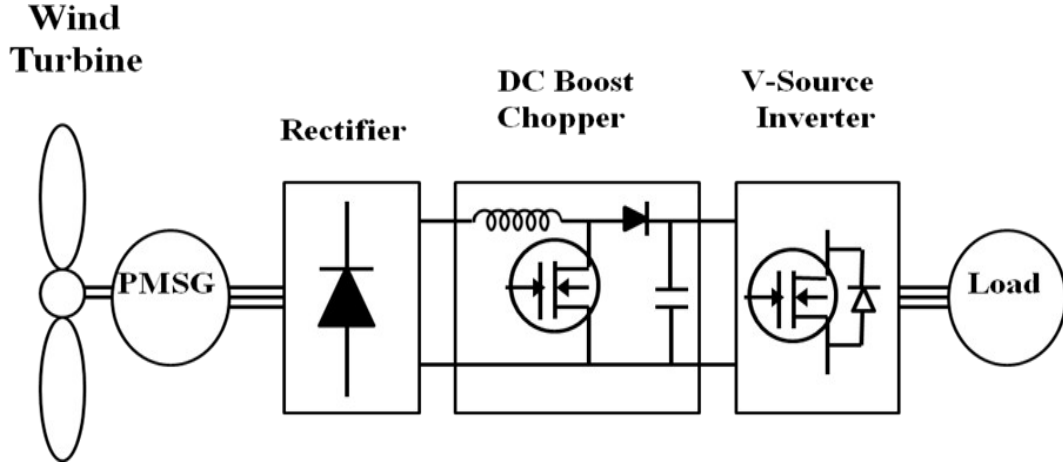 Wind
Turbine
DC Boost
Chopper
V-Source
Inverter
Rectifier
PMSG
Load